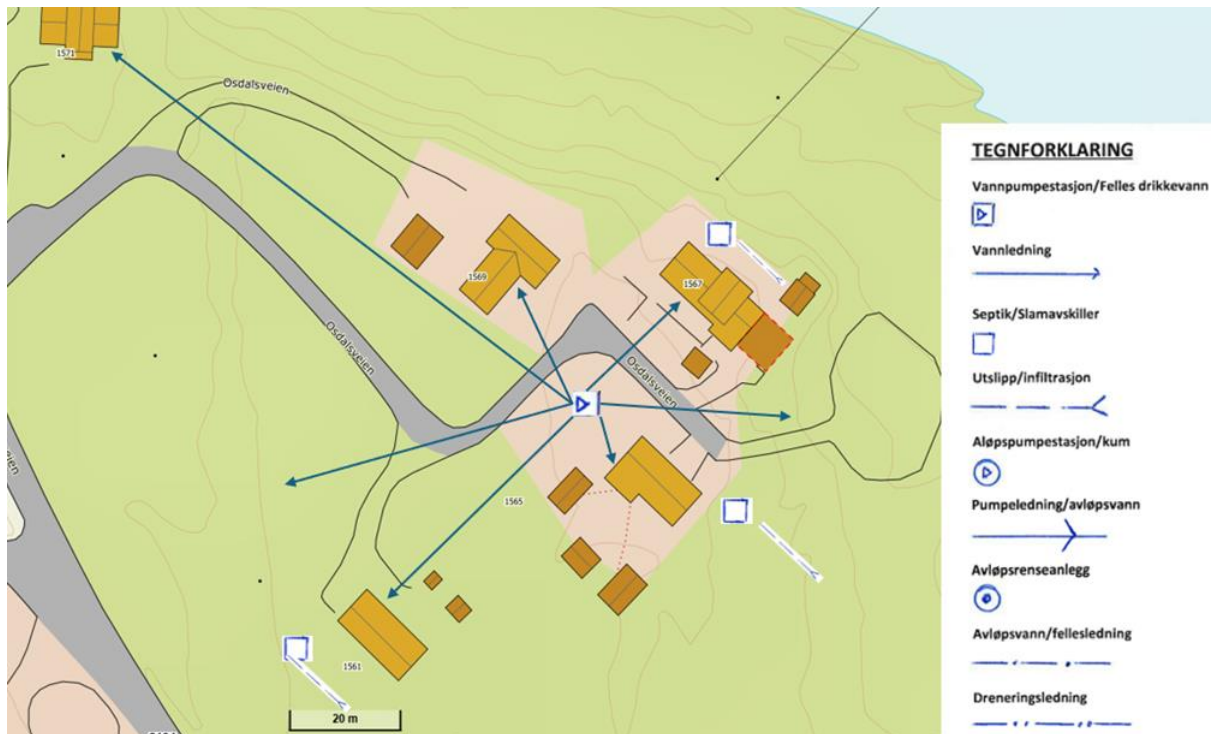 1571
Osdalsveien
1569
1567
Osdalsveien
Osdalsveien
1565
1561
20 m
TEGNFORKLARING
Vannpumpestasjon/Felles drikkevann
Vannledning
Septik/Slamavskiller
Utslipp/infiltrasjon
Aløpspumpestasjon/kum
Pumpeledning/avløpsvann
Avløpsrenseanlegg
Avløpsvann/fellesledning
Dreneringsledning